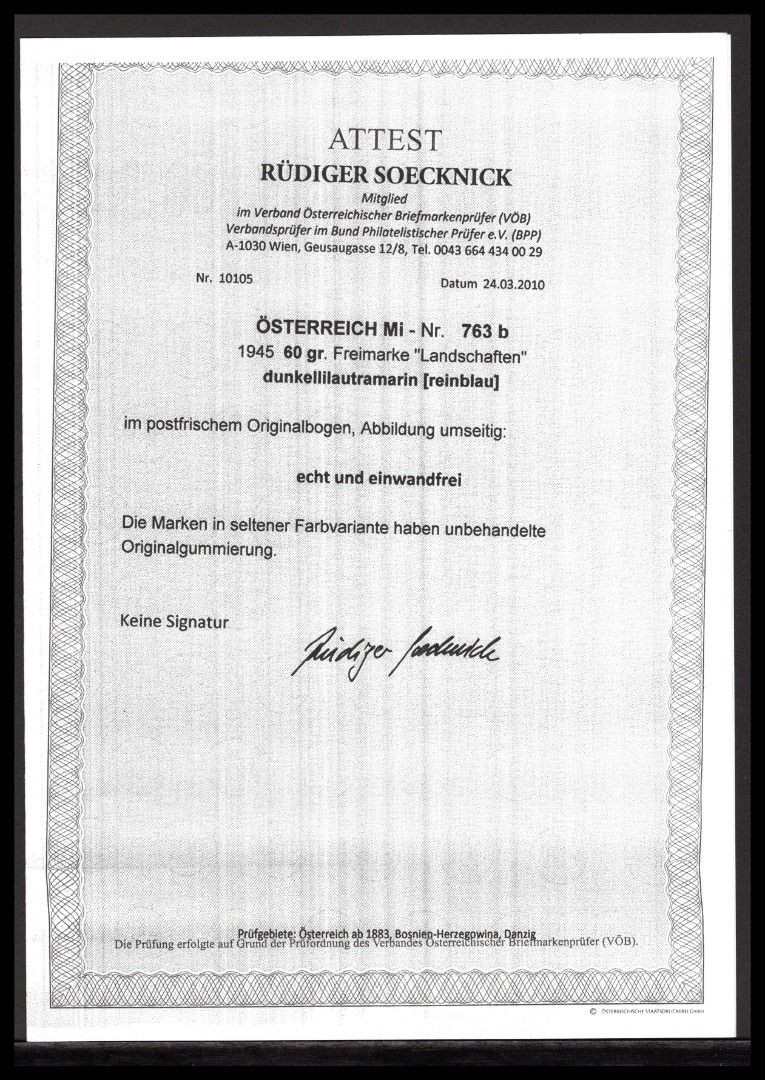 ATTEST
RÜDIGER SOECKNICK
Mitglied
im Verband Österreichischer Briefmarkenprüfer (VÖB)
Verbandsprüfer im Bund Philatelistischer Prüfer e.V. (BPP)
A-1030 Wien, Geusaugasse 12/8, Tel. 0043 664 434 00 29
Nr. 10105
Datum 24.03.2010
ÖSTERREICH Mi - Nr. 763 b
1945 60 gr. Freimarke "Landschaften"
dunkellilautramarin [reinblau]
im postfrischem Originalbogen, Abbildung umseitig:
echt und einwandfrei
Die Marken in seltener Farbvariante haben unbehandelte
Originalgummierung.
Keine Signatur
Rüdiger Soecknick
Prüfgebiete: Österreich ab 1883, Bosnien-Herzegowina, Danzig
Die Prüfung erfolgte auf Grund der Prüfordnung des Verbandes Österreichischer Briefmarkenprüfer (VÖB).
© ÖSTERREICHISCHE STAATSDRUCKEREI GmbH